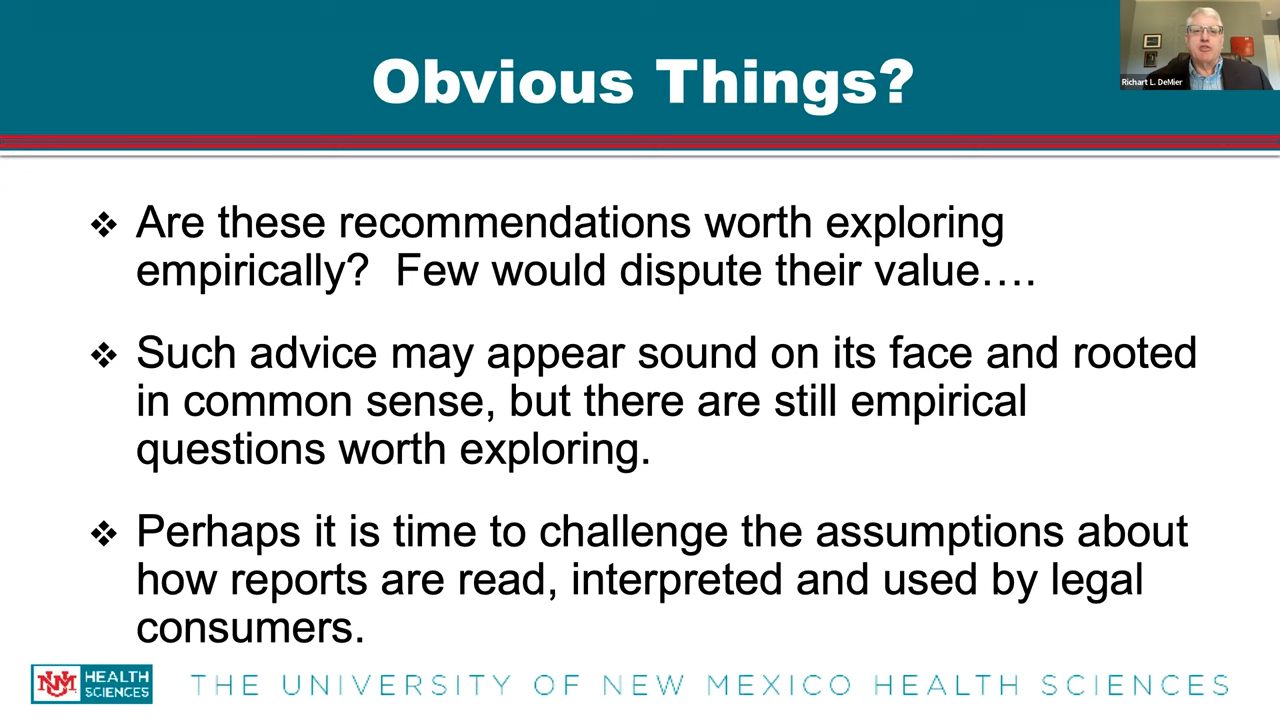 Obvious Things?
Richart L. DeMier
❖ Are these recommendations worth exploring
empirically?  Few would dispute their value….
❖ Such advice may appear sound on its face and rooted
in common sense, but there are still empirical
questions worth exploring.
❖ Perhaps it is time to challenge the assumptions about
how reports are read, interpreted and used by legal
consumers.
UNM HEALTH
SCIENCES
THE UNIVERSITY OF NEW MEXICO HEALTH SCIENCES